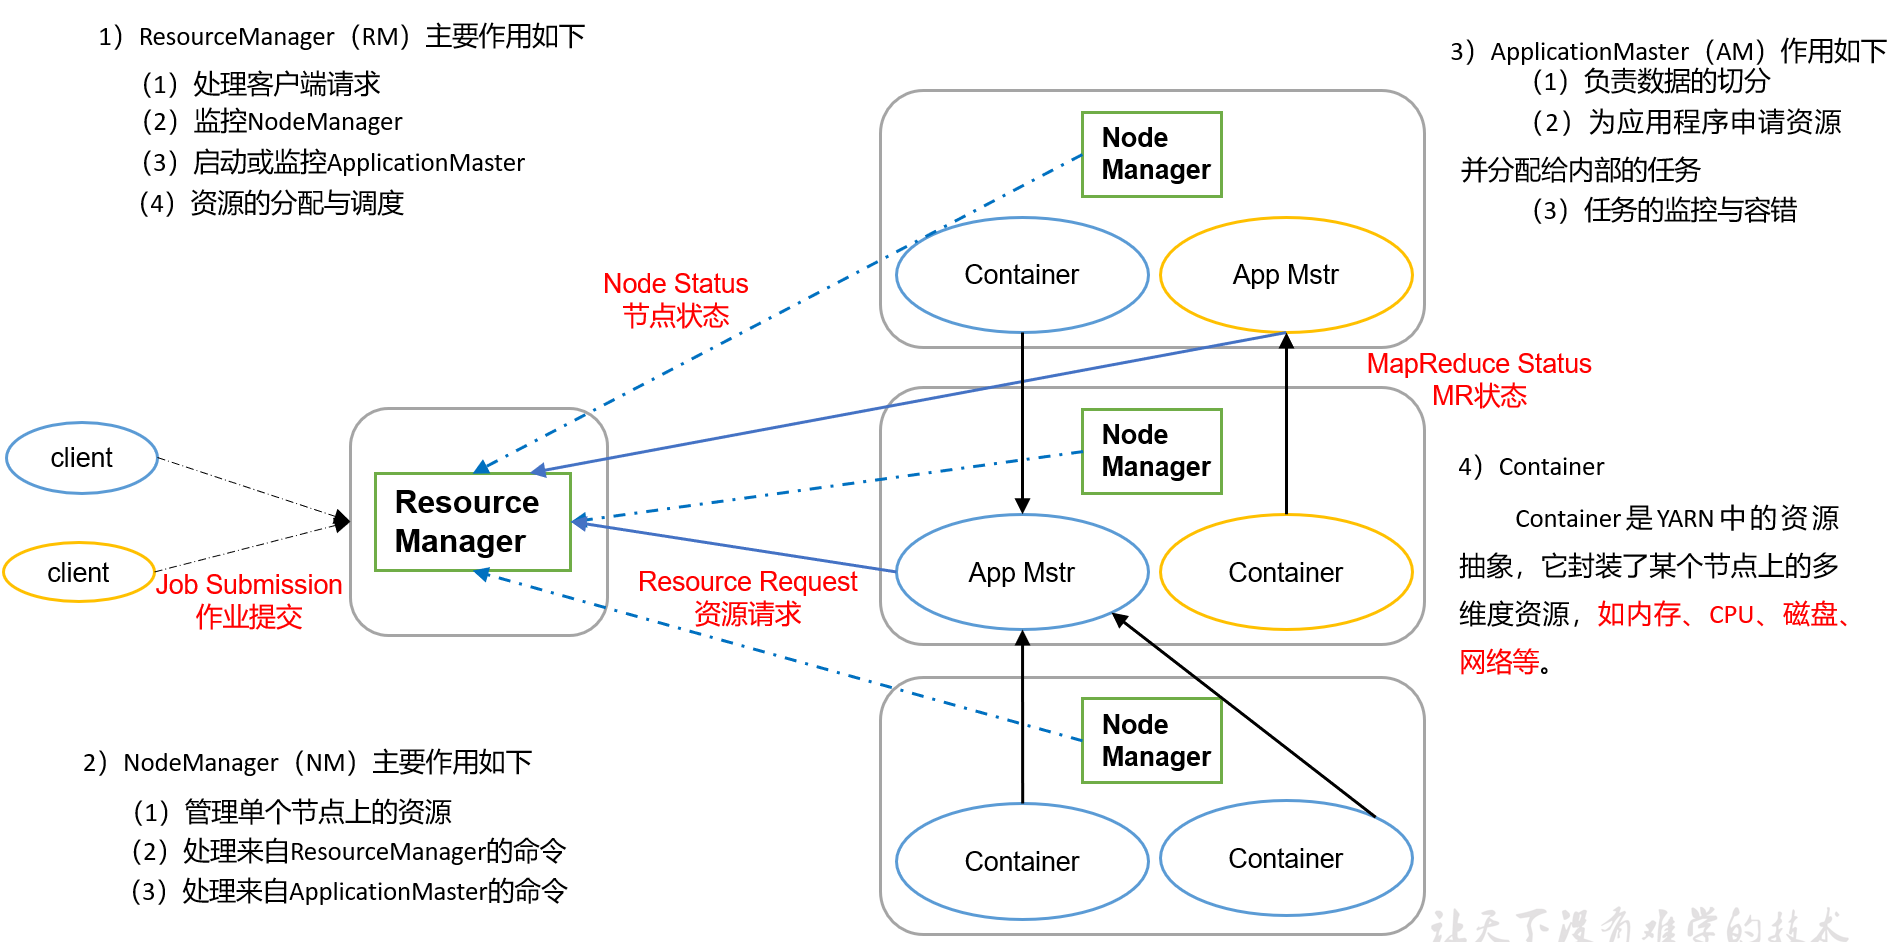 1）ResourceManager（RM）主要作用如下
（1）处理客户端请求
（2）监控NodeManager
（3）启动或监控ApplicationMaster
（4）资源的分配与调度
3）ApplicationMaster（AM）作用如下
（1）负责数据的切分
（2）为应用程序申请资源
并分配给内部的任务
（3）任务的监控与容错
Node
Manager
Container
App Mstr
Node Status
节点状态
MapReduce Status
MR状态
client
client
Job Submission
作业提交
Resource
Manager
Resource Request
资源请求
Node
Manager
App Mstr
Container
4）Container
Container是YARN中的资源
抽象，它封装了某个节点上的多
维度资源，如内存、CPU、磁盘、
网络等。
2）NodeManager（NM）主要作用如下
（1）管理单个节点上的资源
（2）处理来自ResourceManager的命令
（3）处理来自ApplicationMaster的命令
Node
Manager
Container
Container
让天下没有难学的技术